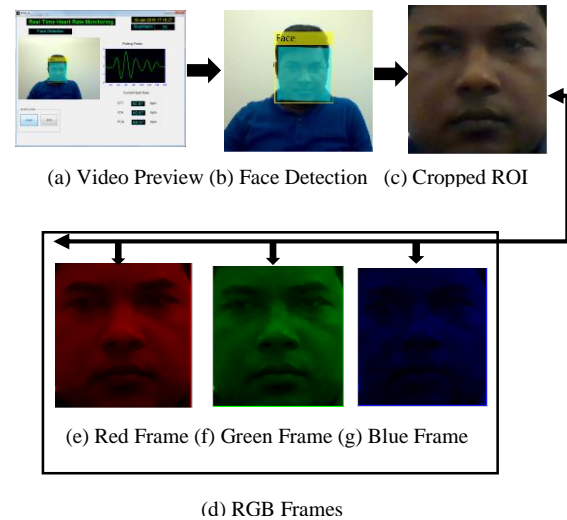 Real Time Heart Rate Monitoring
Face Detection
Face
(a) Video Preview (b) Face Detection (c) Cropped ROI
(e) Red Frame (f) Green Frame (g) Blue Frame
(d) RGB Frames